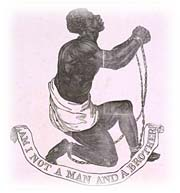 AM I NOT A MAN AND A BROTHER